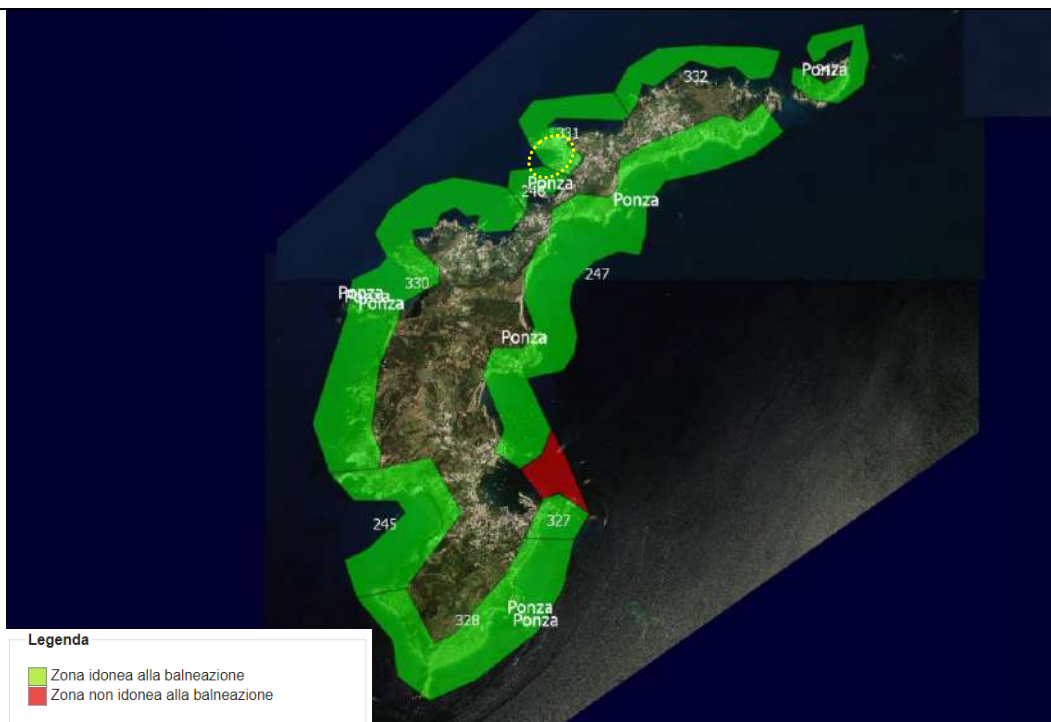 332
Ponza
331
Ponza
246
Ponza
247
330
Ponza
Ponza
Ponza
245
327
Ponza
328
Ponza
Legenda
Zona idonea alla balneazione
Zona non idonea alla balneazione